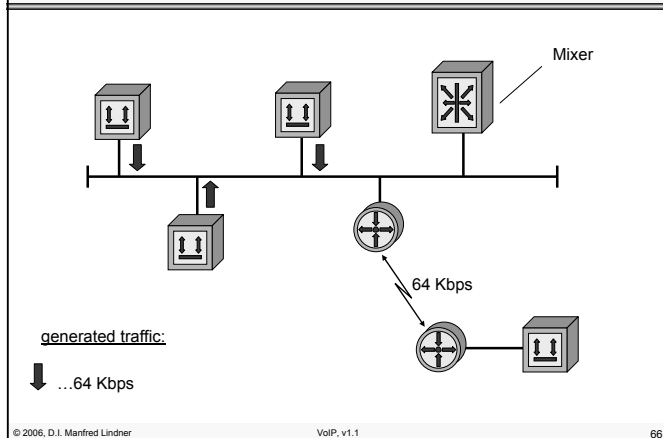 Mixer
64 Kbps
generated traffic:
...64 Kbps
© 2006, D.I. Manfred Lindner
VoIP, v1.1
66